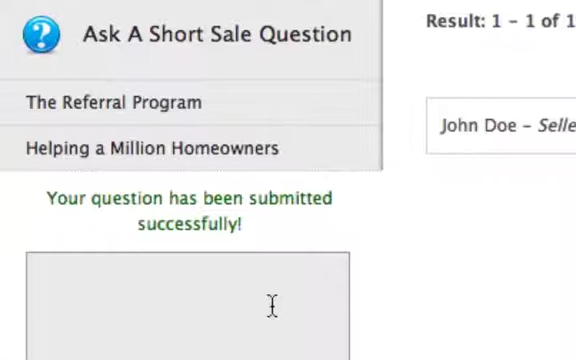 Ask A Short Sale Question
Result: 1 - 1 of 1
The Referral Program
John Doe - Selle
Helping a Million Homeowners
Your question has been submitted
successfully!